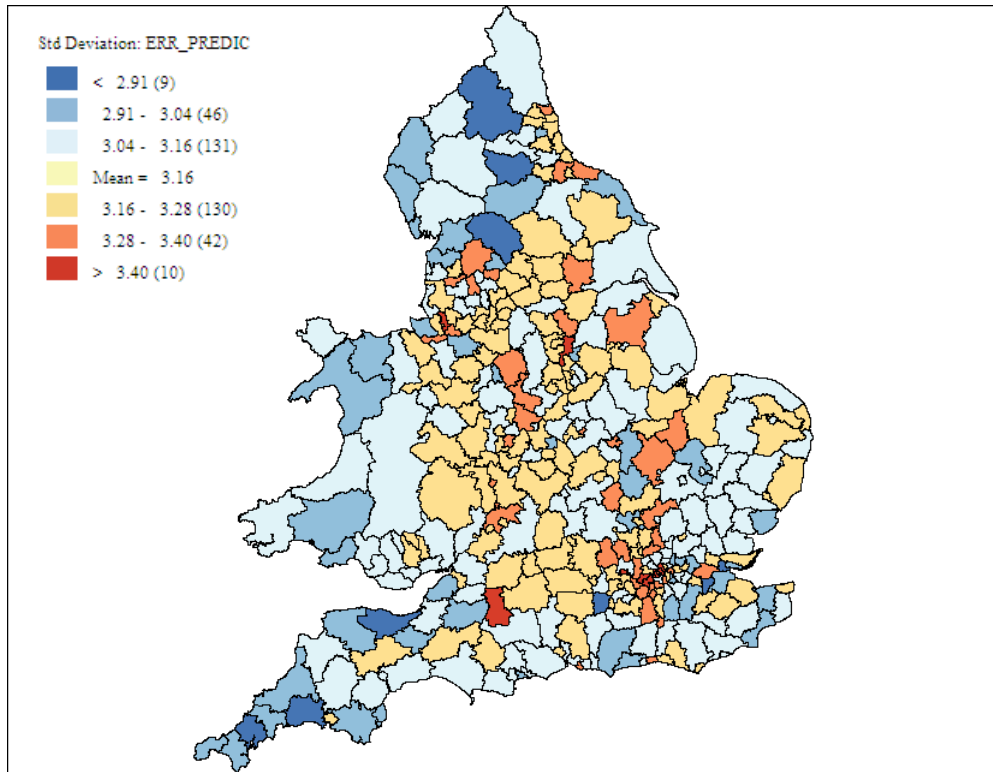 Std Deviation: ERR_PREDIC
< 2.91 (9)
2.91 - 3.04 (46)
3.04 - 3.16 (131)
Mean = 3.16
3.16 - 3.28 (130)
3.28 - 3.40 (42)
> 3.40 (10)